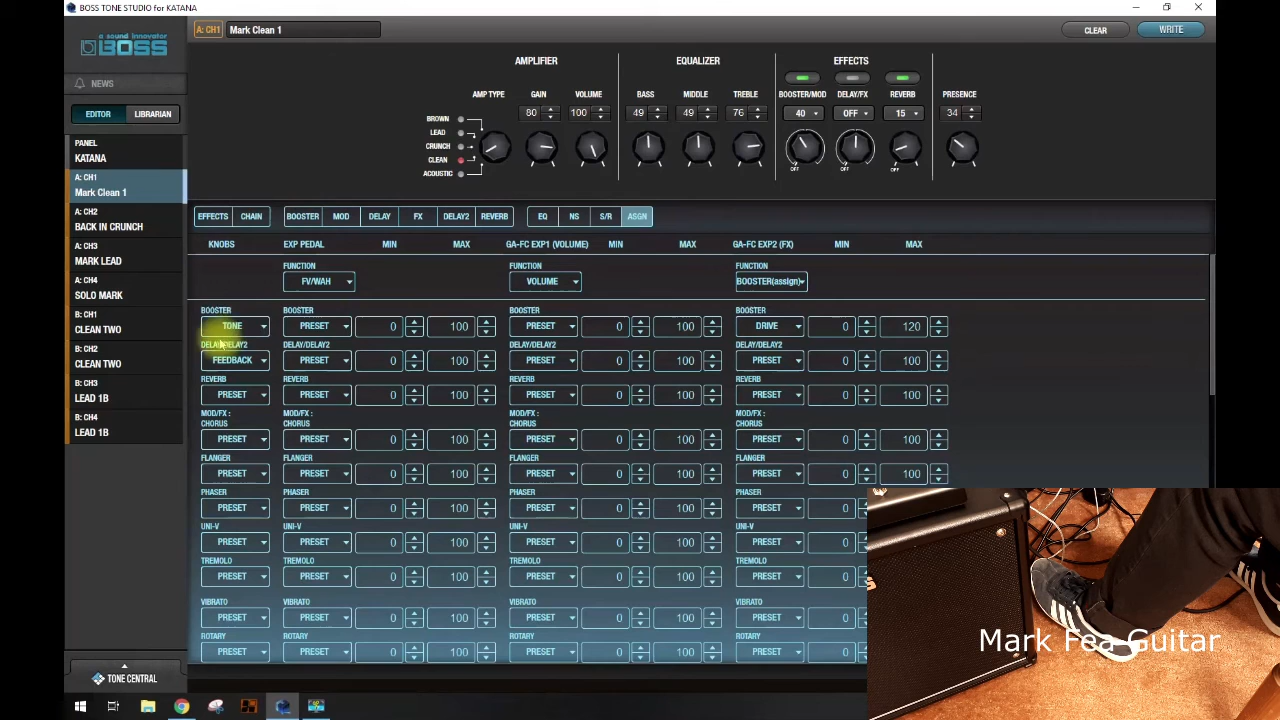 BOSS TONE STUDIO for KATANA
a sound innovator
BOSS
A: CH1 Mark Clean 1 CLEAR WRITE
NEWS
EDITOR LIBRARIAN
PANEL
KATANA
A: CH1
Mark Clean 1
A: CH2
BACK IN CRUNCH
A: CH3
MARK LEAD
A: CH4
SOLO MARK
B: CH1
CLEAN TWO
B: CH2
CLEAN TWO
B: CH3
LEAD 1B
B: CH4
LEAD 1B
TONE CENTRAL
AMPLIFIER EQUALIZER EFFECTS
AMP TYPE GAIN VOLUME BASS MIDDLE TREBLE BOOSTER/MOD DELAY/FX REVERB PRESENCE
80 100 49 49 76 40 OFF 15 34
BROWN
LEAD
CRUNCH
CLEAN
ACOUSTIC
OFF OFF OFF
EFFECTS CHAIN BOOSTER MOD DELAY FX DELAY2 REVERB EQ NS S/R ASGN
KNOBS EXP PEDAL MIN MAX GA-FC EXP1 (VOLUME) MIN MAX GA-FC EXP2 (FX) MIN MAX
FUNCTION FUNCTION FUNCTION
FV/WAH VOLUME BOOSTER(assign)
BOOSTER BOOSTER BOOSTER BOOSTER
TONE PRESET 0 100 PRESET 0 100 DRIVE 0 120
DELAY/DELAY2 DELAY/DELAY2 DELAY/DELAY2 DELAY/DELAY2
FEEDBACK PRESET 0 100 PRESET 0 100 PRESET 0 100
REVERB REVERB REVERB REVERB
PRESET PRESET 0 100 PRESET 0 100 PRESET 0 100
MOD/FX : MOD/FX : MOD/FX : MOD/FX :
CHORUS CHORUS CHORUS CHORUS
PRESET PRESET 0 100 PRESET 0 100 PRESET 0 100
FLANGER FLANGER FLANGER FLANGER
PRESET PRESET 0 100 PRESET 0 100 PRESET 0 100
PHASER PHASER PHASER PHASER
PRESET PRESET 0 100 PRESET 0 100 PRESET 0
UNI-V UNI-V UNI-V UNI-V
PRESET PRESET 0 100 PRESET 0 100 PRESET 0
TREMOLO TREMOLO TREMOLO TREMOLO
PRESET PRESET 0 100 PRESET 0 100 PRESET 0
VIBRATO VIBRATO VIBRATO VIBRATO
PRESET PRESET 0 100 PRESET 0 100 PRESET 0
ROTARY ROTARY ROTARY ROTARY
PRESET PRESET 0 100 PRESET 0 100 PRESET 0
Mark Fea Guitar